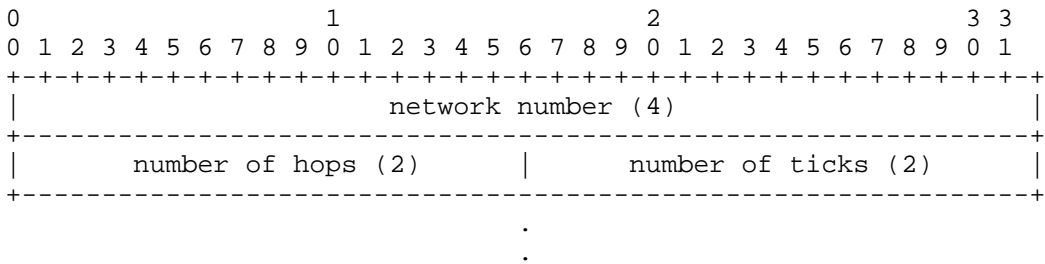 0                   1                   2                   3 3
0 1 2 3 4 5 6 7 8 9 0 1 2 3 4 5 6 7 8 9 0 1 2 3 4 5 6 7 8 9 0 1
+-+-+-+-+-+-+-+-+-+-+-+-+-+-+-+-+-+-+-+-+-+-+-+-+-+-+-+-+-+-+-+-+
|                       network number (4)                      |
+---------------------------------------------------------------+
|       number of hops (2)      |      number of ticks (2)      |
+---------------------------------------------------------------+
                                .
                                .